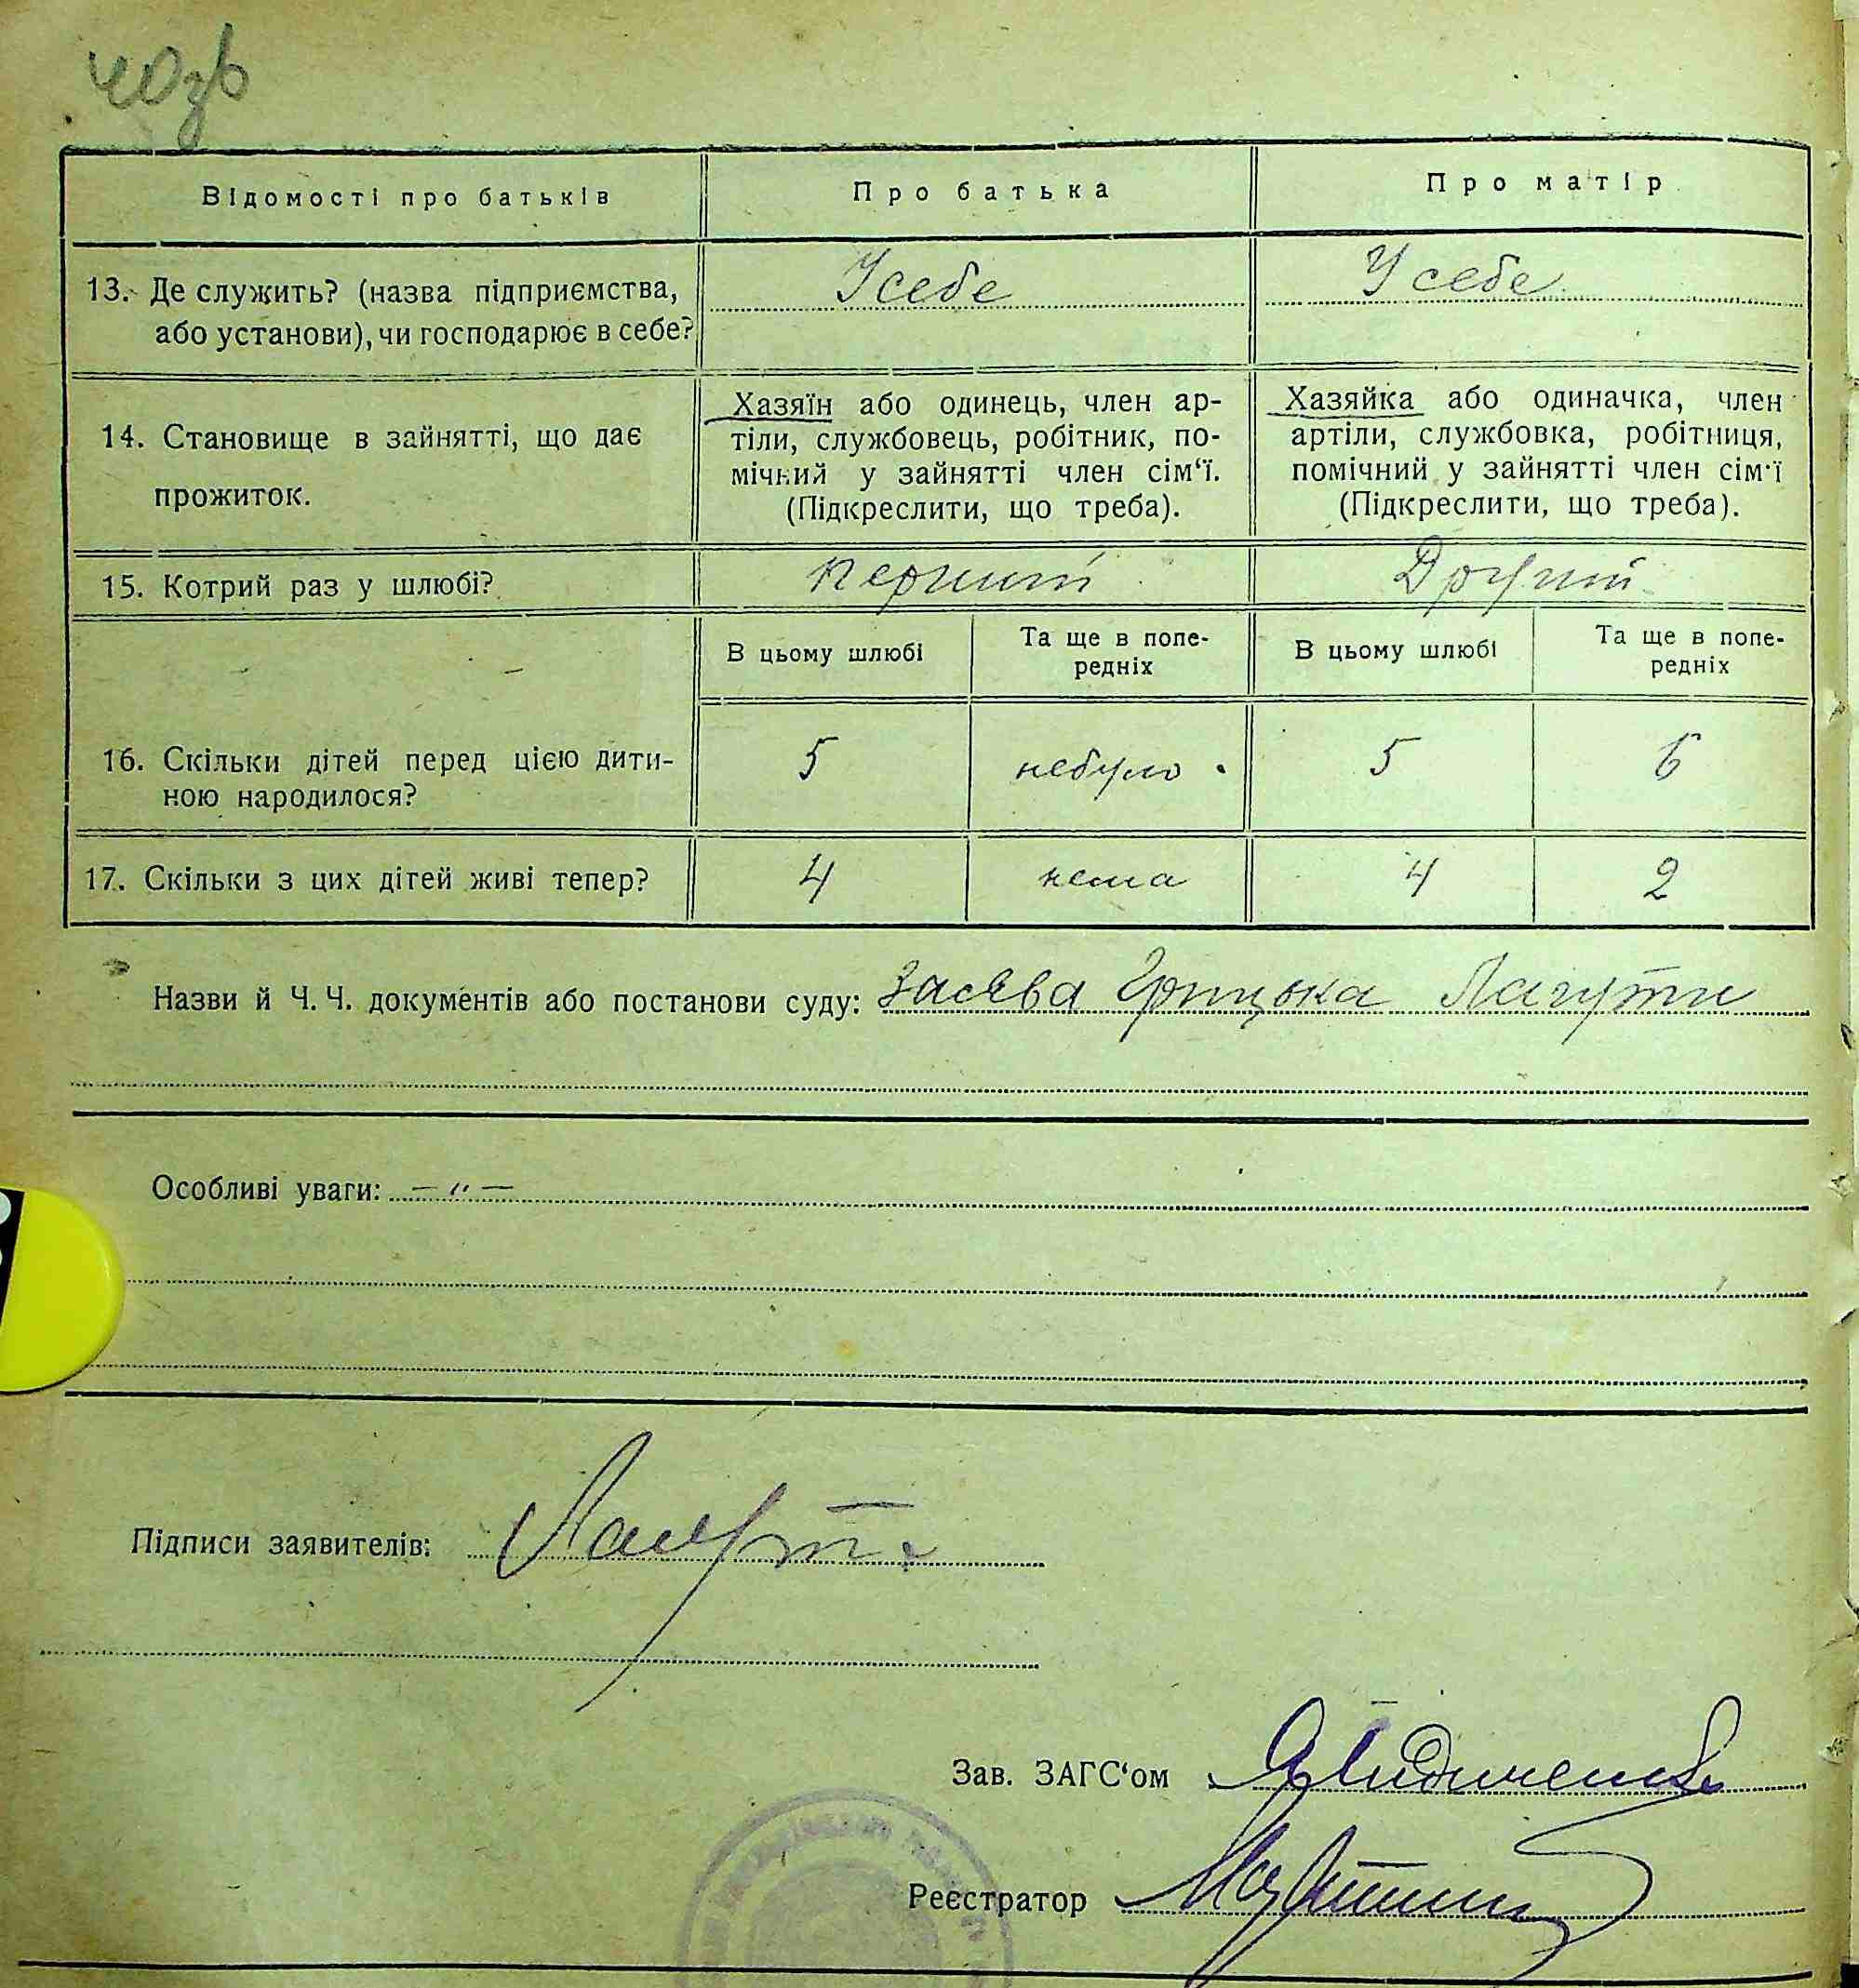 Відомості про батьків
Про батька
Про матір
13. Де служить? (назва підприємства,
або установи), чи господарює в себе?
У себе
У себе
14. Становище в зайнятті, що дає
прожиток.
Хазяїн або одинець, член ар-
тіли, службовець, робітник, по-
мічний у зайнятті член сім‘ї.
(Підкреслити, що треба).
Хазяйка або одиначка, член
артіли, службовка, робітниця,
помічний у зайнятті член сім‘ї
(Підкреслити, що треба).
15. Котрий раз у шлюбі?
перший
Другий
В цьому шлюбі
Та ще в попе-
редніх
В цьому шлюбі
Та ще в попе-
редніх
16. Скільки дітей перед цією дити-
ною народилося?
5
небуло
5
6
17. Скільки з цих дітей живі тепер?
4
нема
4
2
Назви й Ч. Ч. документів або постанови суду: Заєава Грицька Лагути
Особливі уваги: – „ –
Підписи заявителів:
Зав. ЗАГС‘ом
Реєстратор